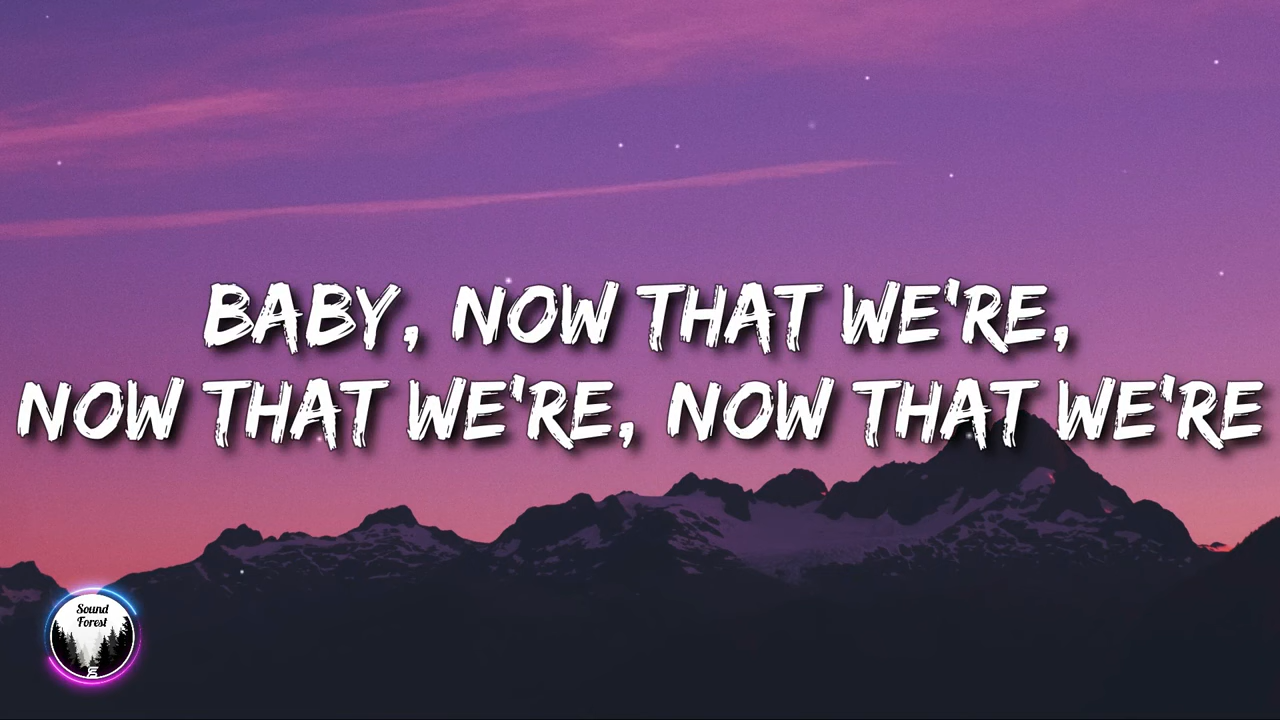 BABY, NOW THAT WE'RE,
NOW THAT WE'RE, NOW THAT WE'RE
Sound
Forest